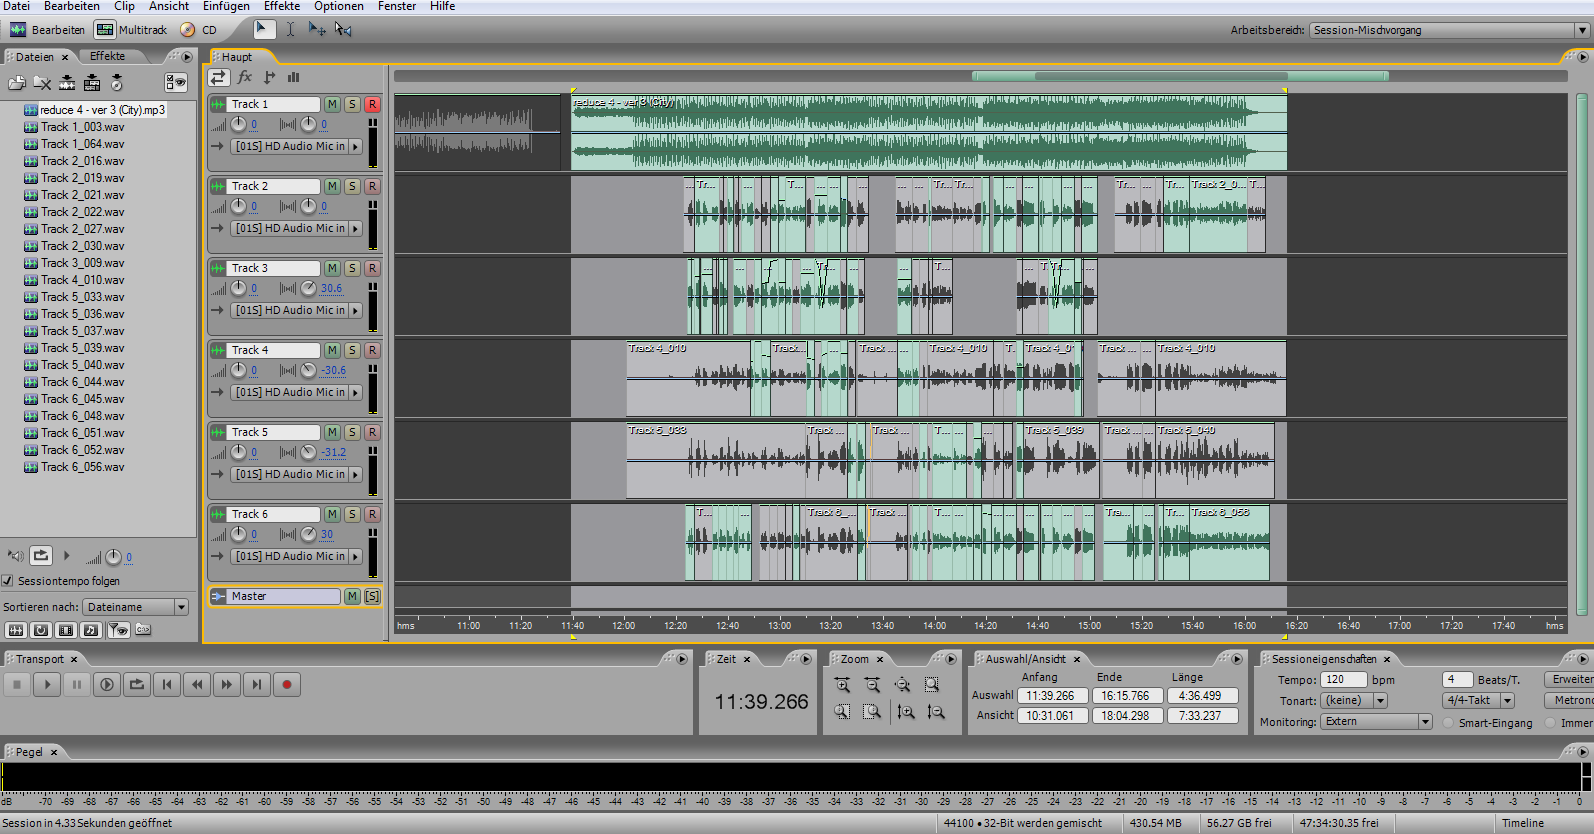 Datei Bearbeiten Clip Ansicht Einfügen Effekte Optionen Fenster Hilfe
Bearbeiten Multitrack CD
Arbeitsbereich: Session-Mischvorgang
Dateien Effekte
Haupt
reduce 4 - ver 3 (City).mp3
Track 1_003.wav
Track 1_064.wav
Track 2_016.wav
Track 2_019.wav
Track 2_021.wav
Track 2_022.wav
Track 2_027.wav
Track 2_030.wav
Track 3_009.wav
Track 4_010.wav
Track 5_033.wav
Track 5_036.wav
Track 5_037.wav
Track 5_039.wav
Track 5_040.wav
Track 6_044.wav
Track 6_045.wav
Track 6_048.wav
Track 6_051.wav
Track 6_052.wav
Track 6_056.wav
0
Sessiontempo folgen
Sortieren nach: Dateiname
fx
Track 1 M S R
0 0
[01S] HD Audio Mic in
reduce 4 - ver 3 (City)
Track 2 M S R
0 0
[01S] HD Audio Mic in
... Tr... ... ... Tr... ... ... ... Tr... Tr... ... ... ... ... ... Tr... ... Track 2_0... T...
Track 3 M S R
0 30.6
[01S] HD Audio Mic in
... ... ... ... Tr... ... ... ... T... T Tr... ...
Track 4 M S R
0 -30.6
[01S] HD Audio Mic in
Track 4_010 ... Track... ... ... Track ... ... Track 4_010 ... ... Track 4_01 Track ... ... Track 4_010
Track 5 M S R
0 -31.2
[01S] HD Audio Mic in
Track 5_033 Track ... ... Track ... ... Track ... ... ... Track 5_039 Track ... ... Track 5_040
Track 6 M S R
0 30
[01S] HD Audio Mic in
T... ... ... ... Track 6_... ... Track ... ... Track ... ... ... ... ... ... Tra... ... Tr... Track 6_056
Master M [S]
hms 11:00 11:20 11:40 12:00 12:20 12:40 13:00 13:20 13:40 14:00 14:20 14:40 15:00 15:20 15:40 16:00 16:20 16:40 17:00 17:20 17:40 hms
Transport
Zeit
11:39.266
Zoom
Auswahl/Ansicht
Anfang Ende Länge
Auswahl 11:39.266 16:15.766 4:36.499
Ansicht 10:31.061 18:04.298 7:33.237
Sessioneigenschaften
Tempo: 120 bpm 4 Beats/T. Erweiter
Tonart: (keine) 4/4-Takt Metron
Monitoring: Extern Smart-Eingang Immer
Pegel
dB -70 -69 -68 -67 -66 -65 -64 -63 -62 -61 -60 -59 -58 -57 -56 -55 -54 -53 -52 -51 -50 -49 -48 -47 -46 -45 -44 -43 -42 -41 -40 -39 -38 -37 -36 -35 -34 -33 -32 -31 -30 -29 -28 -27 -26 -25 -24 -23 -22 -21 -20 -19 -18 -17 -16 -15 -14 -13 -12 -11 -10 -9 -8 -7 -6 -5 -4 -3 -2 -1 0
Session in 4.33 Sekunden geöffnet
44100 • 32-Bit werden gemischt 430.54 MB 56.27 GB frei 47:34:30.35 frei Timeline